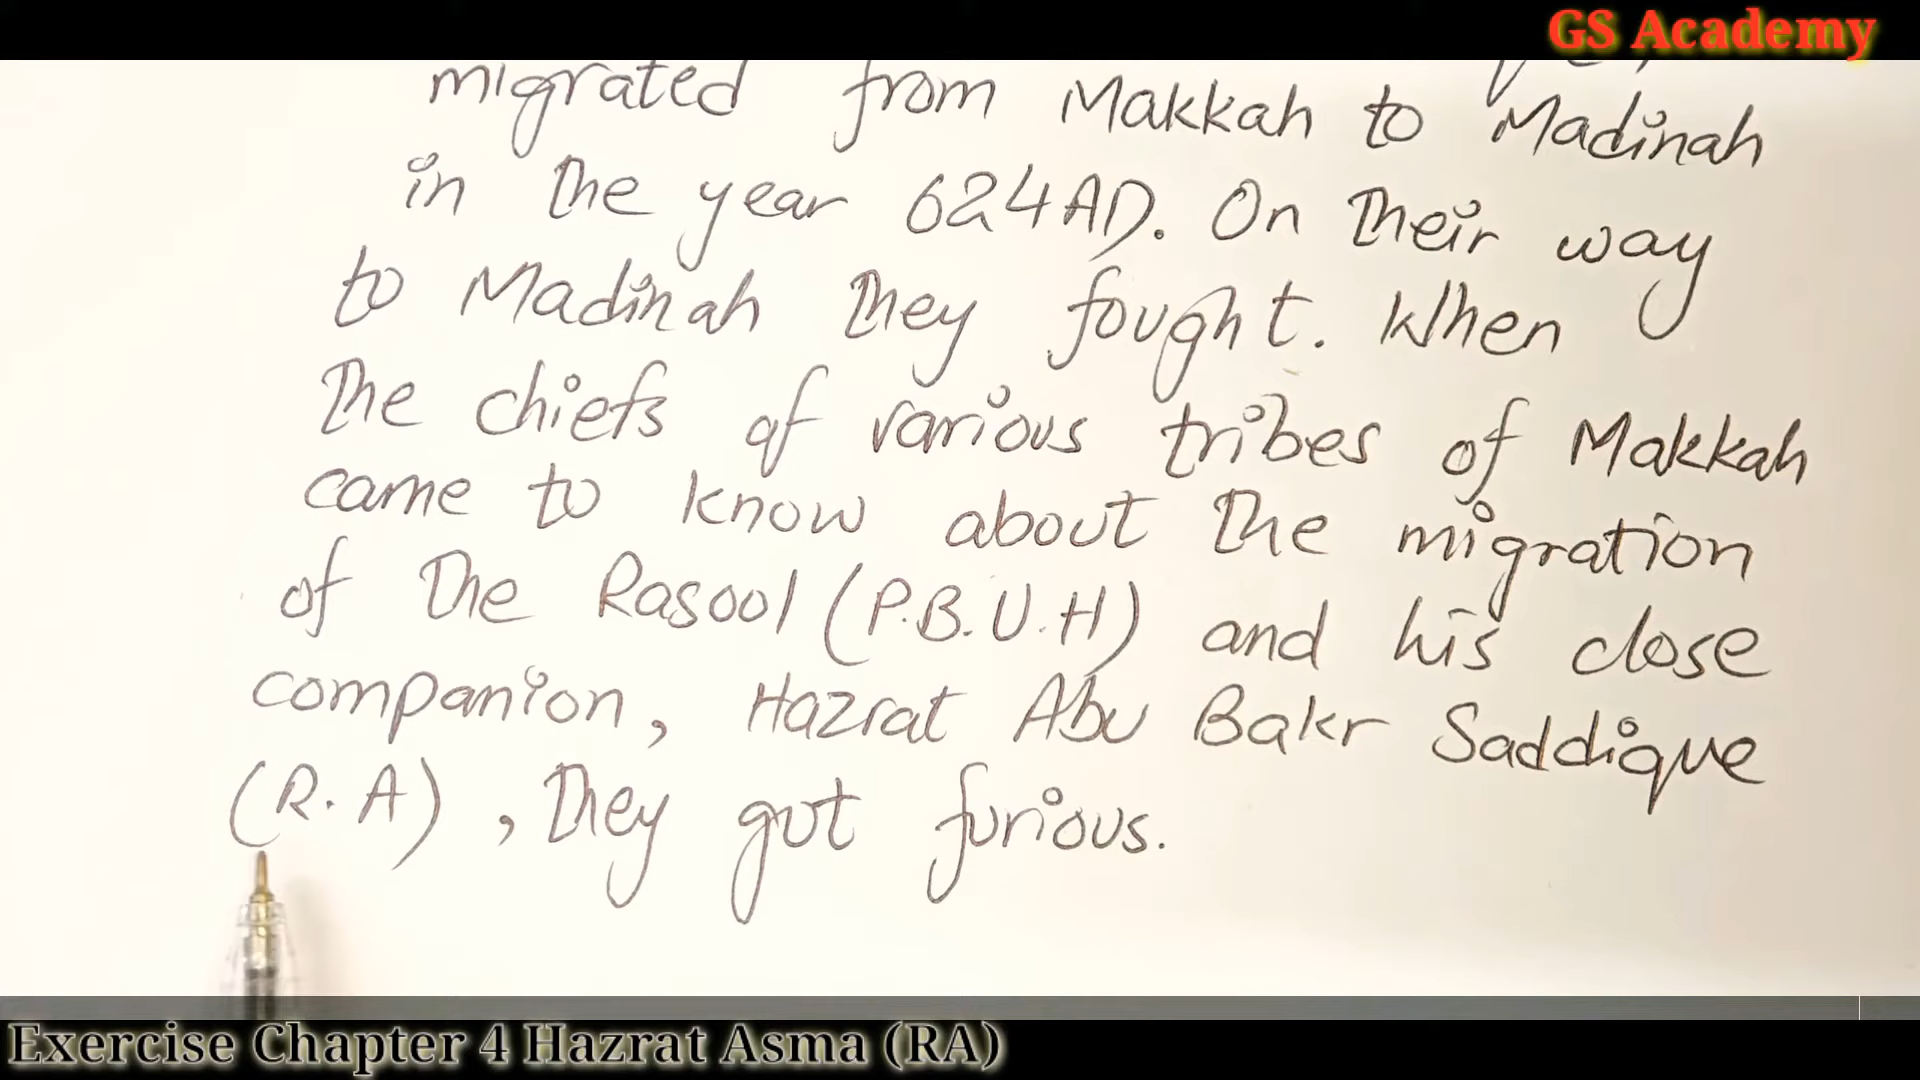 GS Academy
migrated from Makkah to Madinah
in the year 624AD. On their way
to Madinah they fought. When
the chiefs of various tribes of Makkah
came to know about the migration
of the Rasool (P.B.U.H) and his close
companion, Hazrat Abu Bakr Saddique
(R.A), they got furious.
Exercise Chapter 4 Hazrat Asma (RA)